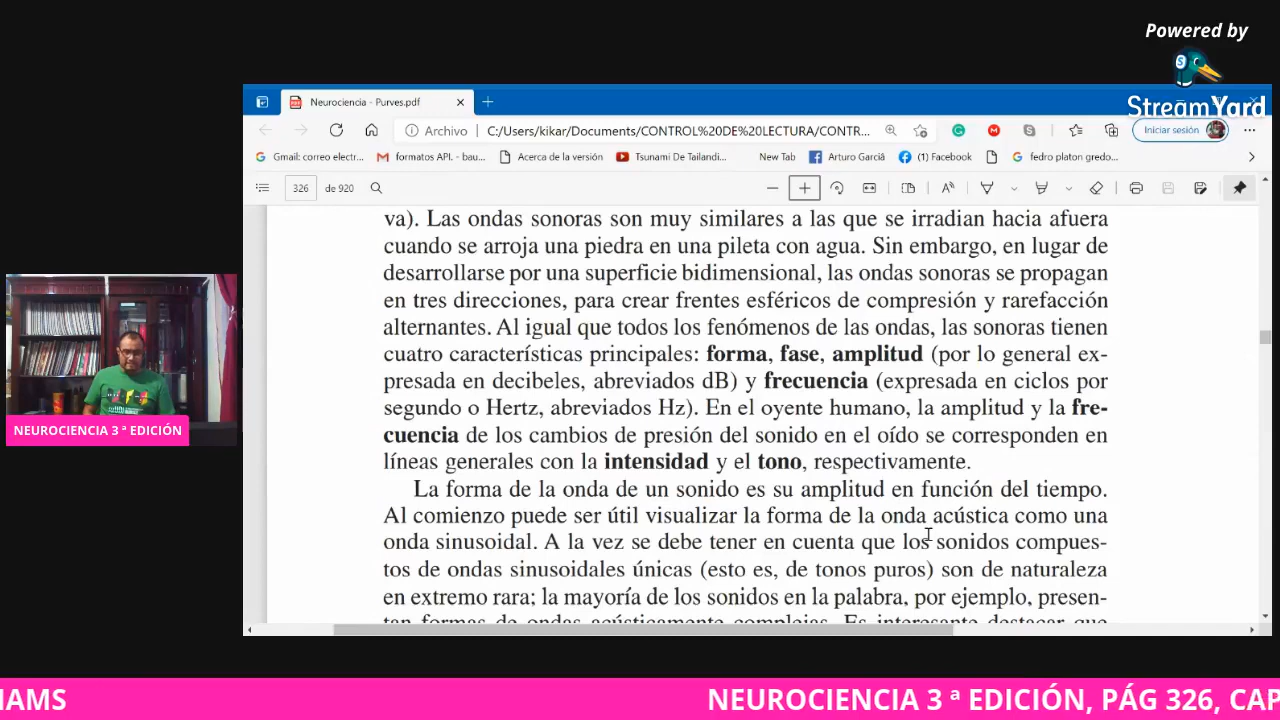 Powered by
StreamYard
Neurociencia - Purves.pdf
Archivo
C:/Users/kikar/Documents/CONTROL%20DE%20LECTURA/CONTR...
Iniciar sesión
Gmail: correo electr...
formatos APL - bau...
Acerca de la versión
Tsunami De Tailandi...
New Tab
Arturo Garciá
(1) Facebook
fedro platon gredo...
326
de 920
va). Las ondas sonoras son muy similares a las que se irradian hacia afuera
cuando se arroja una piedra en una pileta con agua. Sin embargo, en lugar de
desarrollarse por una superficie bidimensional, las ondas sonoras se propagan
en tres direcciones, para crear frentes esféricos de compresión y rarefacción
alternantes. Al igual que todos los fenómenos de las ondas, las sonoras tienen
cuatro características principales: forma, fase, amplitud (por lo general ex-
presada en decibeles, abreviados dB) y frecuencia (expresada en ciclos por
segundo o Hertz, abreviados Hz). En el oyente humano, la amplitud y la fre-
cuencia de los cambios de presión del sonido en el oído se corresponden en
líneas generales con la intensidad y el tono, respectivamente.
La forma de la onda de un sonido es su amplitud en función del tiempo.
Al comienzo puede ser útil visualizar la forma de la onda acústica como una
onda sinusoidal. A la vez se debe tener en cuenta que los sonidos compues-
tos de ondas sinusoidales únicas (esto es, de tonos puros) son de naturaleza
en extremo rara; la mayoría de los sonidos en la palabra, por ejemplo, presen-
tan formas de ondas acústicamente complejas. Es interesante destacar que
NEUROCIENCIA 3 ª EDICIÓN
IAMS
NEUROCIENCIA 3 ª EDICIÓN, PÁG 326, CAP